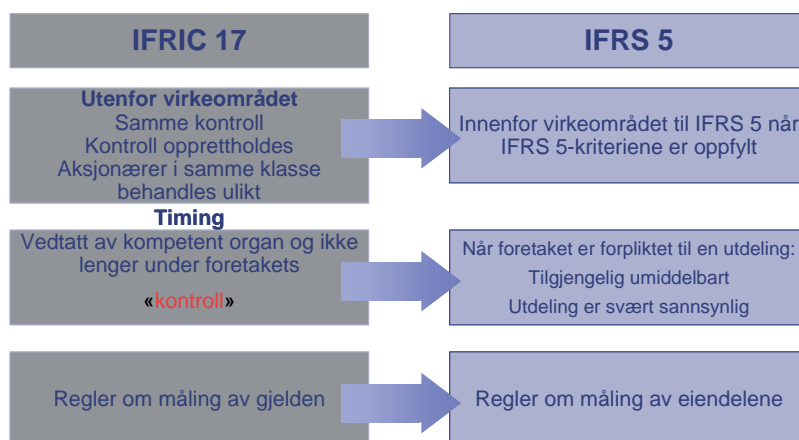 IFRIC 17
IFRS 5
Utenfor virkeområdet
Samme kontroll
Kontroll opprettholdes
Aksjonærer i samme klasse
behandles ulikt
Innenfor virkeområdet til IFRS 5 når
IFRS 5-kriteriene er oppfylt
Timing
Vedtatt av kompetent organ og ikke
lenger under foretakets
«kontroll»
Når foretaket er forpliktet til en utdeling:
Tilgjengelig umiddelbart
Utdeling er svært sannsynlig
Regler om måling av gjelden
Regler om måling av eiendelene